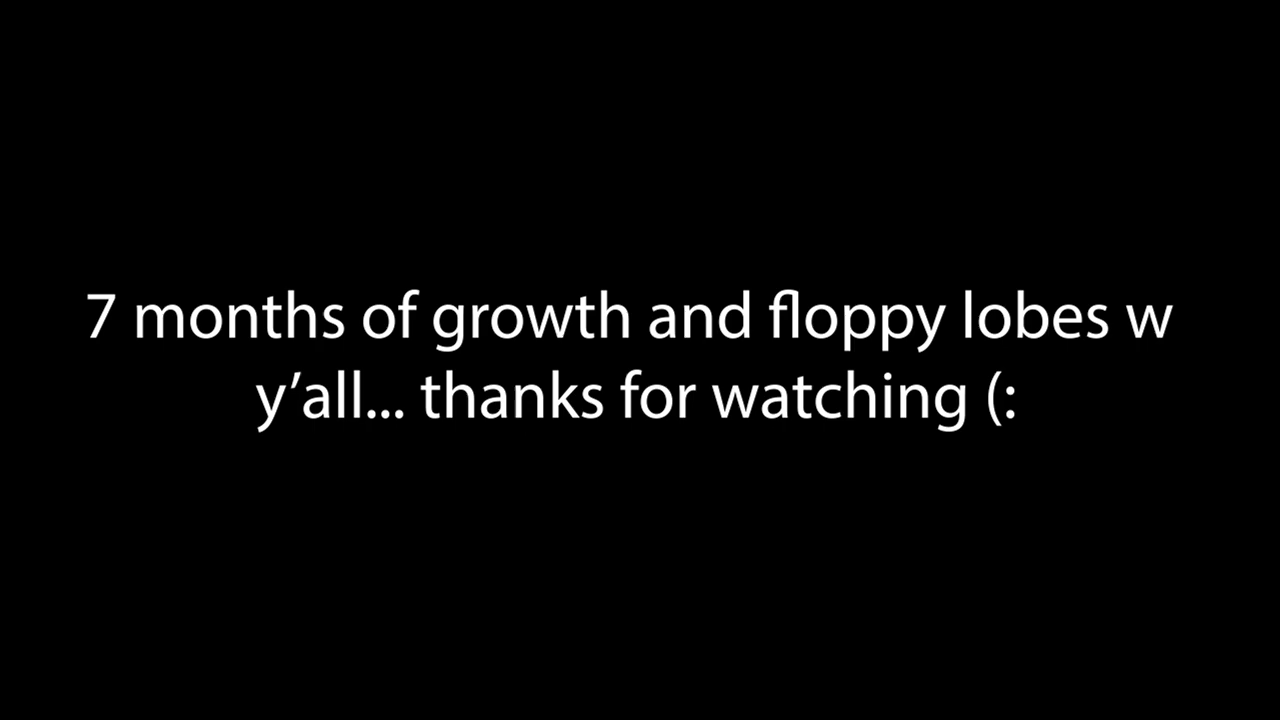 7 months of growth and floppy lobes w
y’all... thanks for watching (: